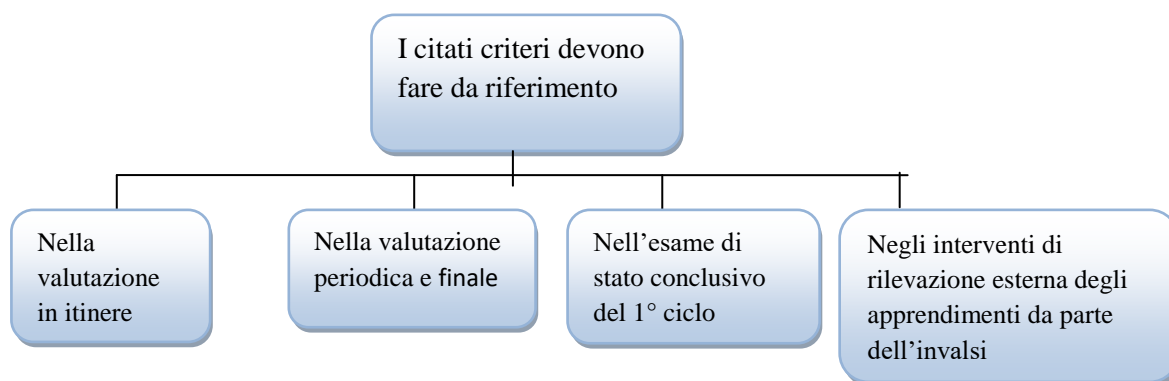 I citati criteri devono
fare da riferimento
Nella
valutazione
in itinere
Nella valutazione
periodica e finale
Nell’esame di
stato conclusivo
del 1° ciclo
Negli interventi di
rilevazione esterna degli
apprendimenti da parte
dell’invalsi